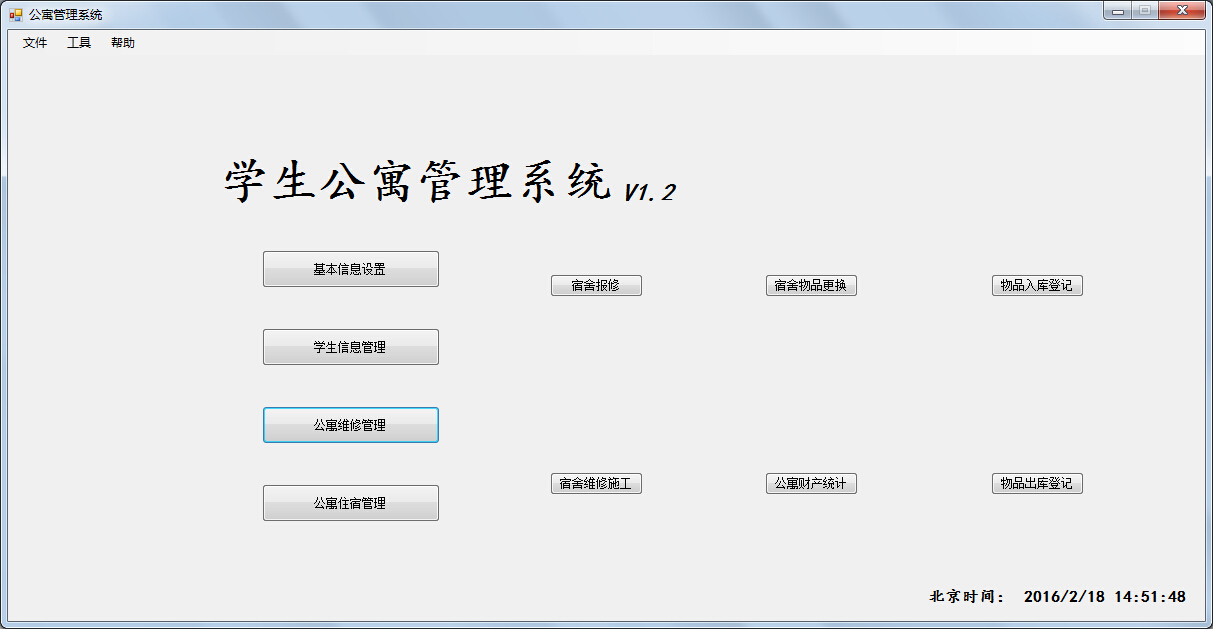 公寓管理系统
文件 工具 帮助
学生公寓管理系统 V1.2
基本信息设置
宿舍报修 宿舍物品更换 物品入库登记
学生信息管理
公寓维修管理
宿舍维修施工 公寓财产统计 物品出库登记
公寓住宿管理
北京时间： 2016/2/18 14:51:48